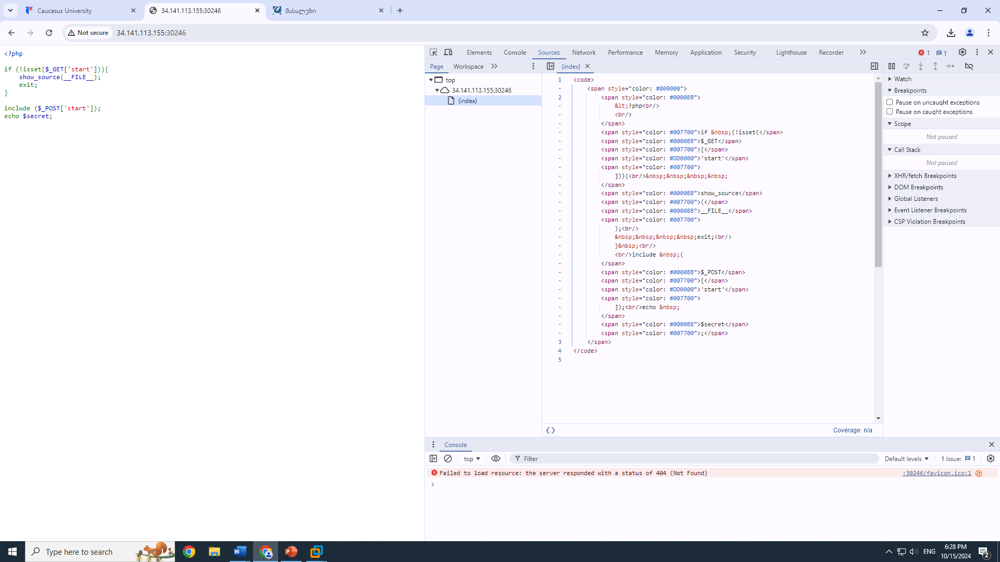 Caucasus University
34.141.113.155:30246
მასალები
Not secure
34.141.113.155:30246
<?php
if (!isset($_GET['start'])){
show_source(__FILE__);
exit;
}
include ($_POST['start']);
echo $secret;
Elements Console Sources Network Performance Memory Application Security Lighthouse Recorder 1 1
Page Workspace
(index)
top
34.141.113.155:30246
(index)
1 <code>
- <span style="color: #000000">
2 <span style="color: #0000BB">
- &lt;?php<br/>
- <br/>
- </span>
- <span style="color: #007700">if &nbsp;(!isset(</span>
- <span style="color: #0000BB">$_GET</span>
- <span style="color: #007700">[</span>
- <span style="color: #DD0000">'start'</span>
- <span style="color: #007700">
- ])){<br/>&nbsp;&nbsp;&nbsp;&nbsp;
- </span>
- <span style="color: #0000BB">show_source</span>
- <span style="color: #007700">(</span>
- <span style="color: #0000BB">__FILE__</span>
- <span style="color: #007700">
- );<br/>
- &nbsp;&nbsp;&nbsp;&nbsp;exit;<br/>
- }&nbsp;<br/>
- <br/>include &nbsp;(
- </span>
- <span style="color: #0000BB">$_POST</span>
- <span style="color: #007700">[</span>
- <span style="color: #DD0000">'start'</span>
- <span style="color: #007700">
- ]);<br/>echo &nbsp;
- </span>
- <span style="color: #0000BB">$secret</span>
- <span style="color: #007700">;</span>
3 </span>
4 </code>
5
{} Coverage: n/a
Watch
Breakpoints
Pause on uncaught exceptions
Pause on caught exceptions
Scope
Not paused
Call Stack
Not paused
XHR/fetch Breakpoints
DOM Breakpoints
Global Listeners
Event Listener Breakpoints
CSP Violation Breakpoints
Console
top Filter Default levels 1 Issue: 1
Failed to load resource: the server responded with a status of 404 (Not Found) :30246/favicon.ico:1
>
Type here to search
ENG
6:28 PM
10/15/2024
2